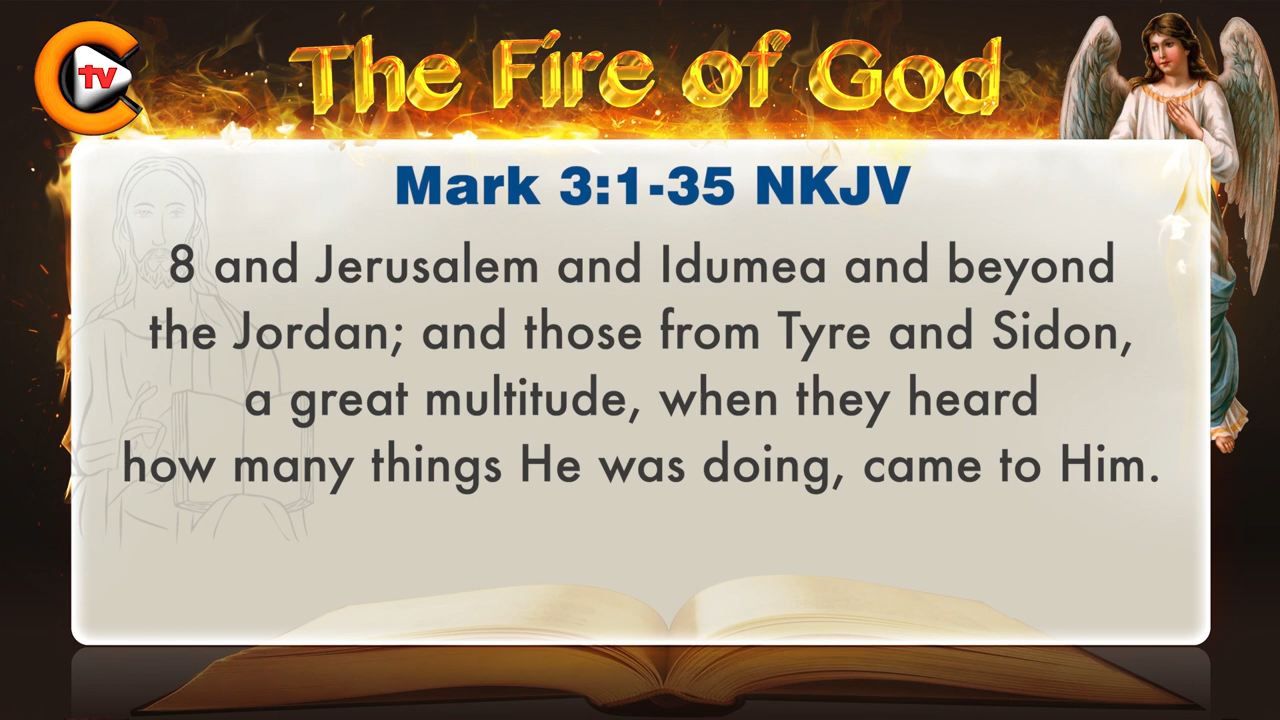 tv
The Fire of God
Mark 3:1-35 NKJV
8 and Jerusalem and Idumea and beyond
the Jordan; and those from Tyre and Sidon,
a great multitude, when they heard
how many things He was doing, came to Him.